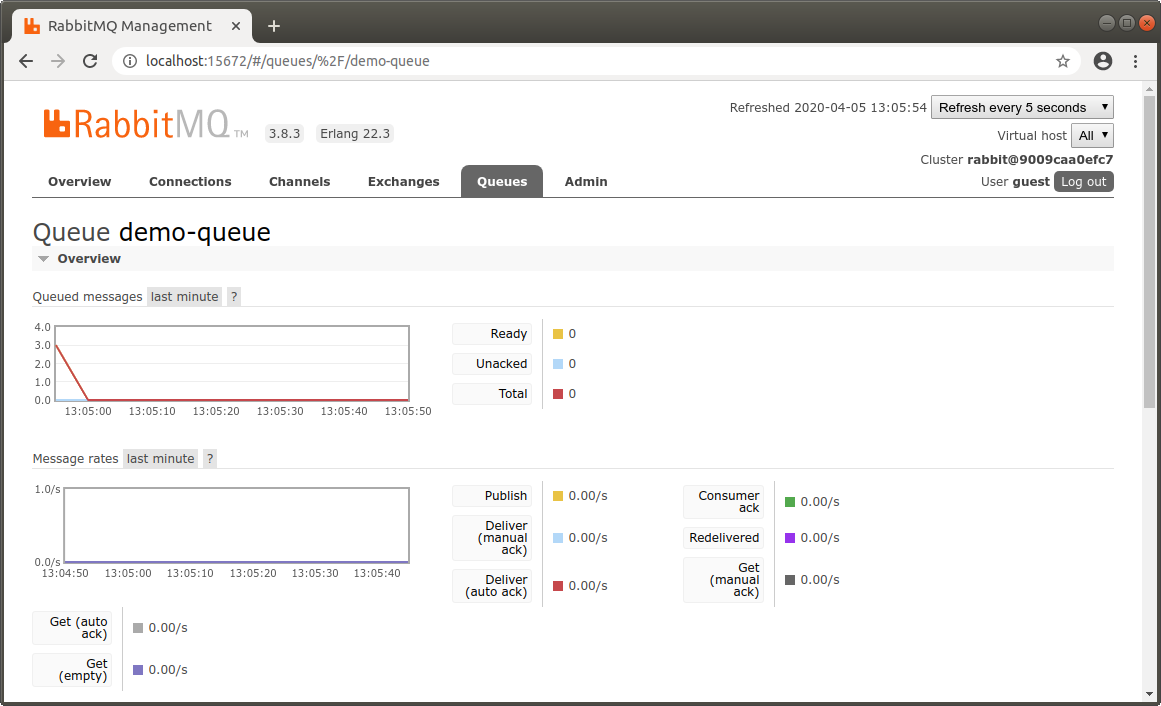 RabbitMQ Management
localhost:15672/#/queues/%2F/demo-queue
Refreshed 2020-04-05 13:05:54 Refresh every 5 seconds
RabbitMQ TM 3.8.3 Erlang 22.3
Virtual host All
Cluster rabbit@9009caa0efc7
User guest Log out
Overview Connections Channels Exchanges Queues Admin
Queue demo-queue
Overview
Queued messages last minute ?
4.0
3.0
2.0
1.0
0.0
13:05:00 13:05:10 13:05:20 13:05:30 13:05:40 13:05:50
Ready 0
Unacked 0
Total 0
Message rates last minute ?
1.0/s
0.0/s
13:04:50 13:05:00 13:05:10 13:05:20 13:05:30 13:05:40
Publish 0.00/s
Deliver
(manual
ack) 0.00/s
Deliver
(auto ack) 0.00/s
Consumer
ack 0.00/s
Redelivered 0.00/s
Get
(manual
ack) 0.00/s
Get (auto
ack) 0.00/s
Get
(empty) 0.00/s